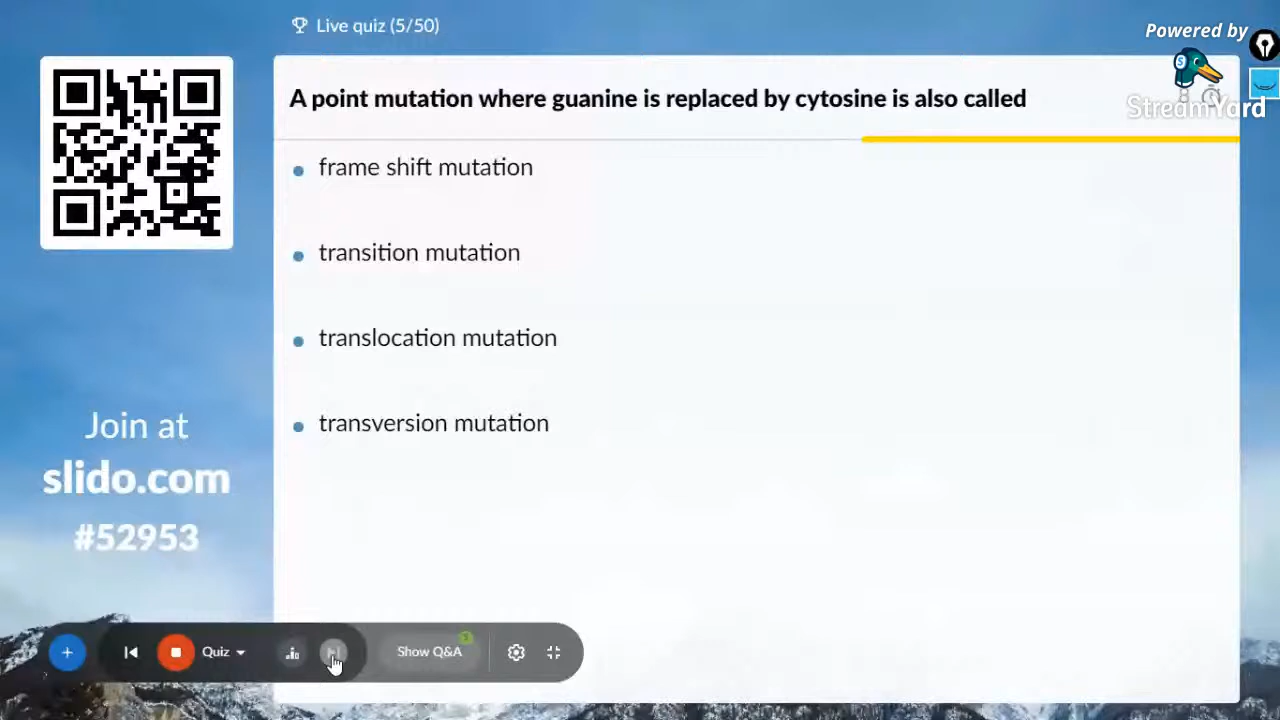 Live quiz (5/50)
Powered by
StreamYard
A point mutation where guanine is replaced by cytosine is also called
frame shift mutation
transition mutation
translocation mutation
transversion mutation
Join at
slido.com
#52953
Quiz
Show Q&A